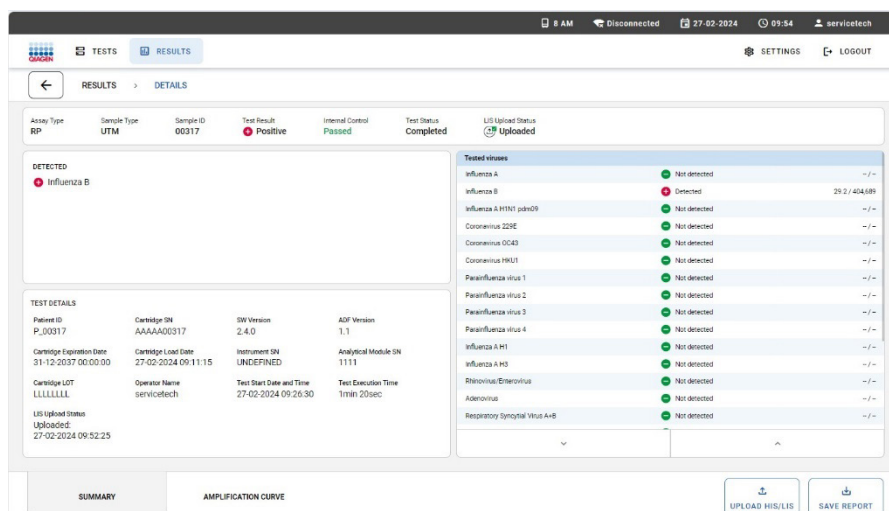 8 AM Disconnected 27-02-2024 09:54 servicetech
QIAGEN TESTS RESULTS SETTINGS LOGOUT
RESULTS > DETAILS
Assay Type Sample Type Sample ID Test Result Internal Control Test Status LIS Upload Status
RP UTM 00317 Positive Passed Completed Uploaded
DETECTED
Influenza B
TEST DETAILS
Patient ID Cartridge SN SW Version ADF Version
P_00317 AAAAA00317 2.4.0 1.1
Cartridge Expiration Date Cartridge Load Date Instrument SN Analytical Module SN
31-12-2037 00:00:00 27-02-2024 09:11:15 UNDEFINED 1111
Cartridge LOT Operator Name Test Start Date and Time Test Execution Time
LLLLLLLL servicetech 27-02-2024 09:26:30 1min 20sec
LIS Upload Status
Uploaded:
27-02-2024 09:52:25
Tested viruses
Influenza A Not detected -- / --
Influenza B Detected 29.2 / 404,689
Influenza A H1N1 pdm09 Not detected -- / --
Coronavirus 229E Not detected -- / --
Coronavirus OC43 Not detected -- / --
Coronavirus HKU1 Not detected -- / --
Parainfluenza virus 1 Not detected -- / --
Parainfluenza virus 2 Not detected -- / --
Parainfluenza virus 3 Not detected -- / --
Parainfluenza virus 4 Not detected -- / --
Influenza A H1 Not detected -- / --
Influenza A H3 Not detected -- / --
Rhinovirus/Enterovirus Not detected -- / --
Adenovirus Not detected -- / --
Respiratory Syncytial Virus A+B Not detected -- / --
SUMMARY AMPLIFICATION CURVE UPLOAD HIS/LIS SAVE REPORT